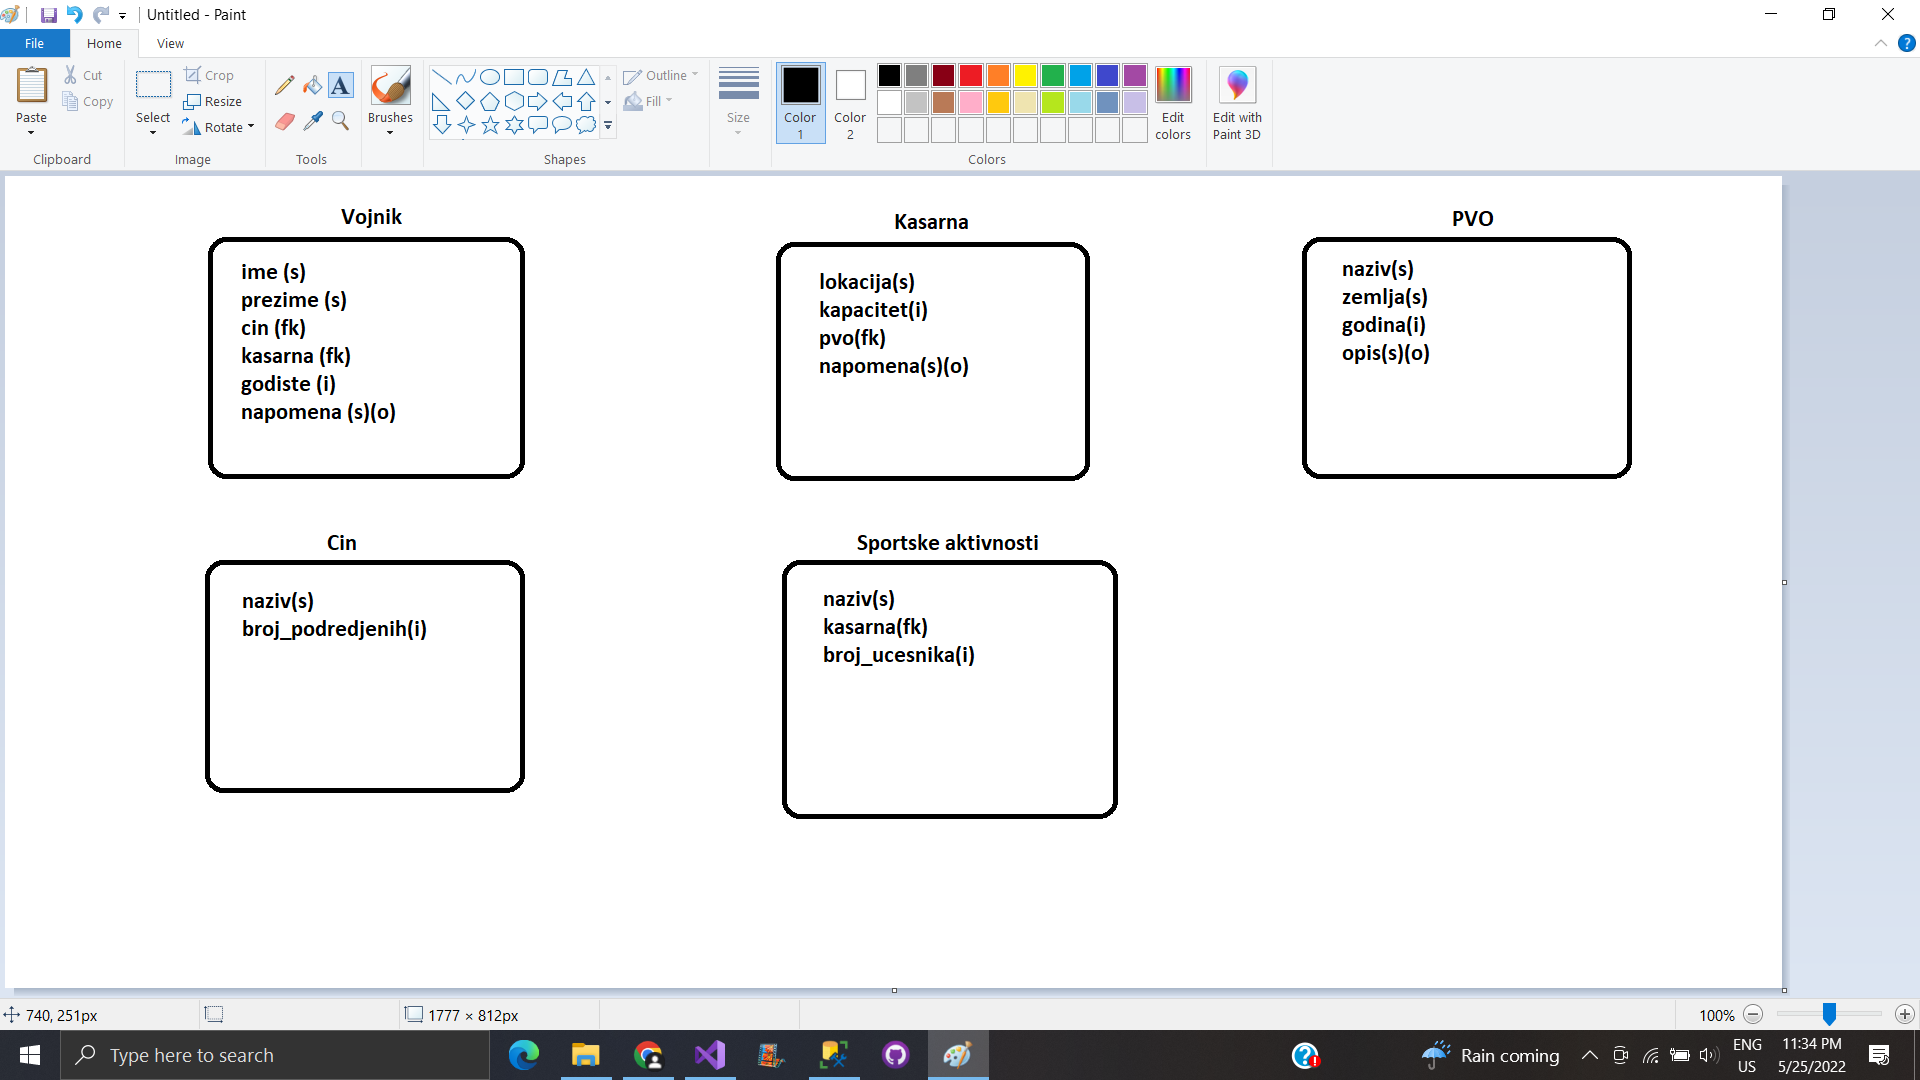 Untitled - Paint
File
Home
View
Paste
Cut
Copy
Clipboard
Select
Crop
Resize
Rotate
Image
Tools
Brushes
Outline
Fill
Shapes
Size
Color
1
Color
2
Colors
Edit
colors
Edit with
Paint 3D
Vojnik
ime (s)
prezime (s)
cin (fk)
kasarna (fk)
godiste (i)
napomena (s)(o)
Kasarna
lokacija(s)
kapacitet(i)
pvo(fk)
napomena(s)(o)
PVO
naziv(s)
zemlja(s)
godina(i)
opis(s)(o)
Cin
naziv(s)
broj_podredjenih(i)
Sportske aktivnosti
naziv(s)
kasarna(fk)
broj_ucesnika(i)
740, 251px
1777 × 812px
100%
Type here to search
Rain coming
ENG
US
11:34 PM
5/25/2022